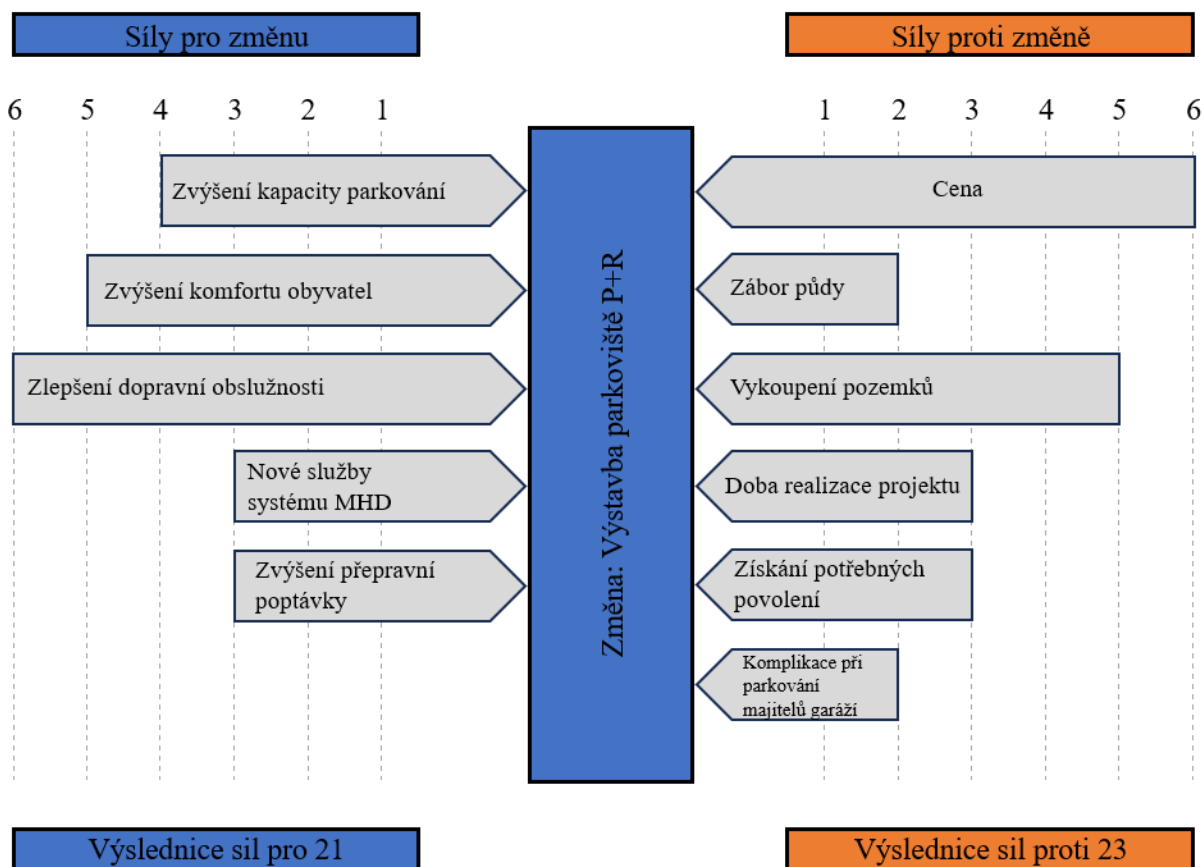 Síly pro změnu
Síly proti změně
6 5 4 3 2 1
1 2 3 4 5 6
Zvýšení kapacity parkování
Zvýšení komfortu obyvatel
Zlepšení dopravní obslužnosti
Nové služby
systému MHD
Zvýšení přepravní
poptávky
Změna: Výstavba parkoviště P+R
Cena
Zábor půdy
Vykoupení pozemků
Doba realizace projektu
Získání potřebných
povolení
Komplikace při
parkování
majitelů garáží
Výslednice sil pro 21
Výslednice sil proti 23